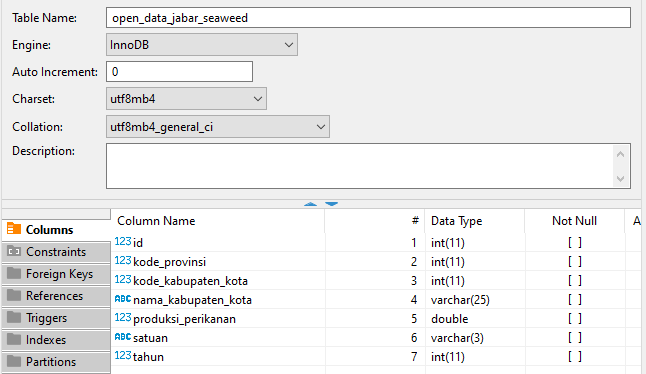 Table Name: open_data_jabar_seaweed
Engine: InnoDB
Auto Increment: 0
Charset: utf8mb4
Collation: utf8mb4_general_ci
Description:
Columns
Constraints
Foreign Keys
References
Triggers
Indexes
Partitions
Column Name # Data Type Not Null A
123 id 1 int(11) [ ]
123 kode_provinsi 2 int(11) [ ]
123 kode_kabupaten_kota 3 int(11) [ ]
ABC nama_kabupaten_kota 4 varchar(25) [ ]
123 produksi_perikanan 5 double [ ]
ABC satuan 6 varchar(3) [ ]
123 tahun 7 int(11) [ ]